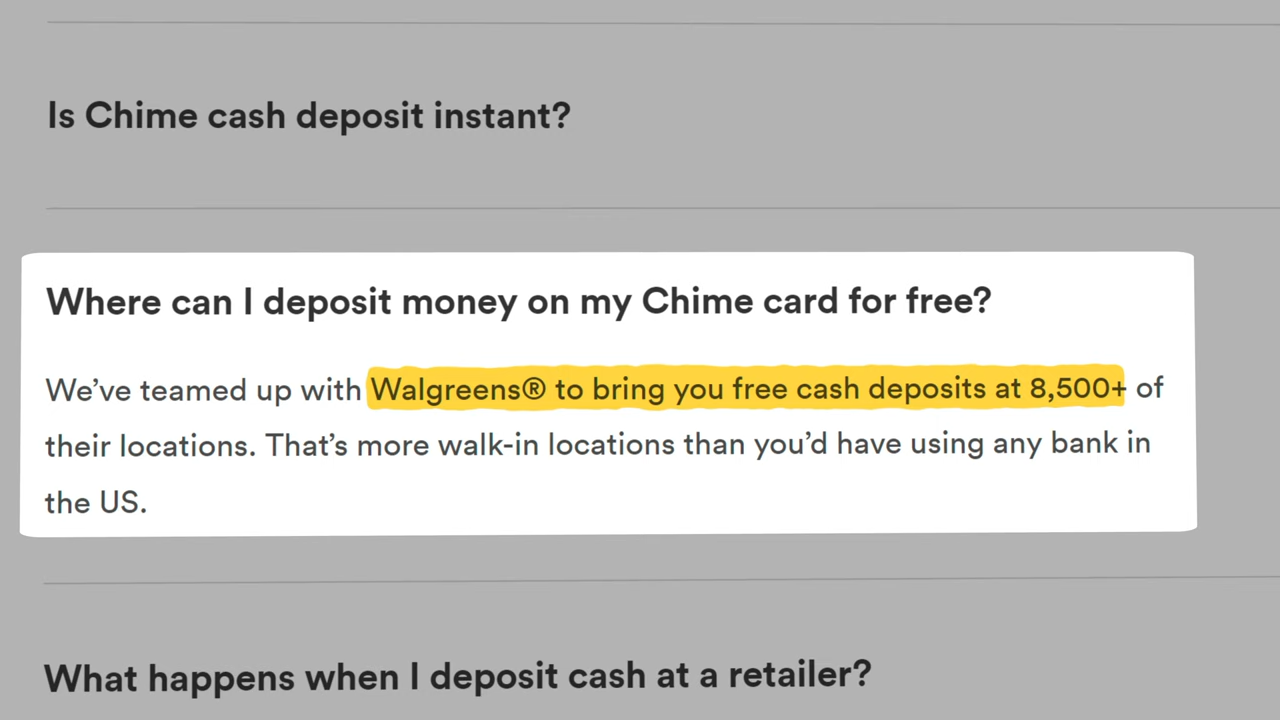 Is Chime cash deposit instant?
Where can I deposit money on my Chime card for free?
We’ve teamed up with Walgreens® to bring you free cash deposits at 8,500+ of
their locations. That’s more walk-in locations than you’d have using any bank in
the US.
What happens when I deposit cash at a retailer?